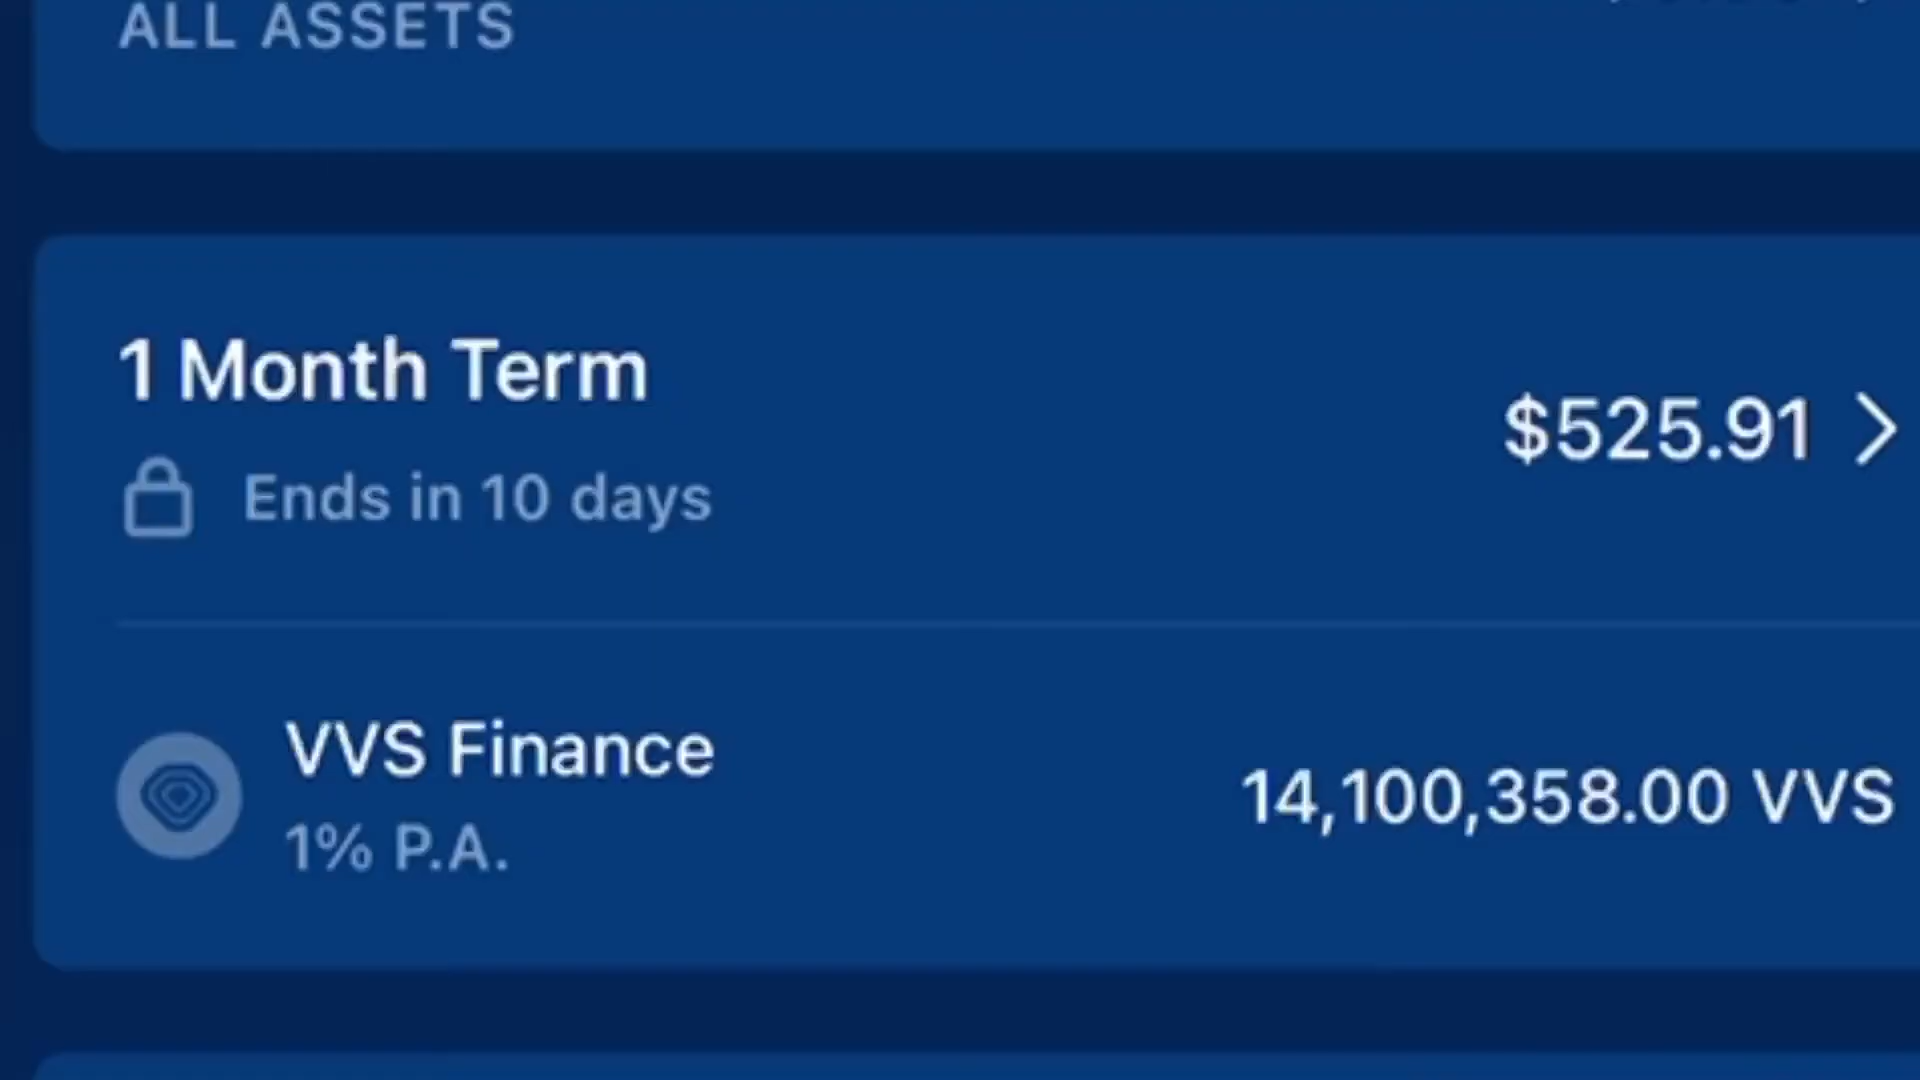 ALL ASSETS
1 Month Term
$525.91
Ends in 10 days
VVS Finance
14,100,358.00 VVS
1% P.A.